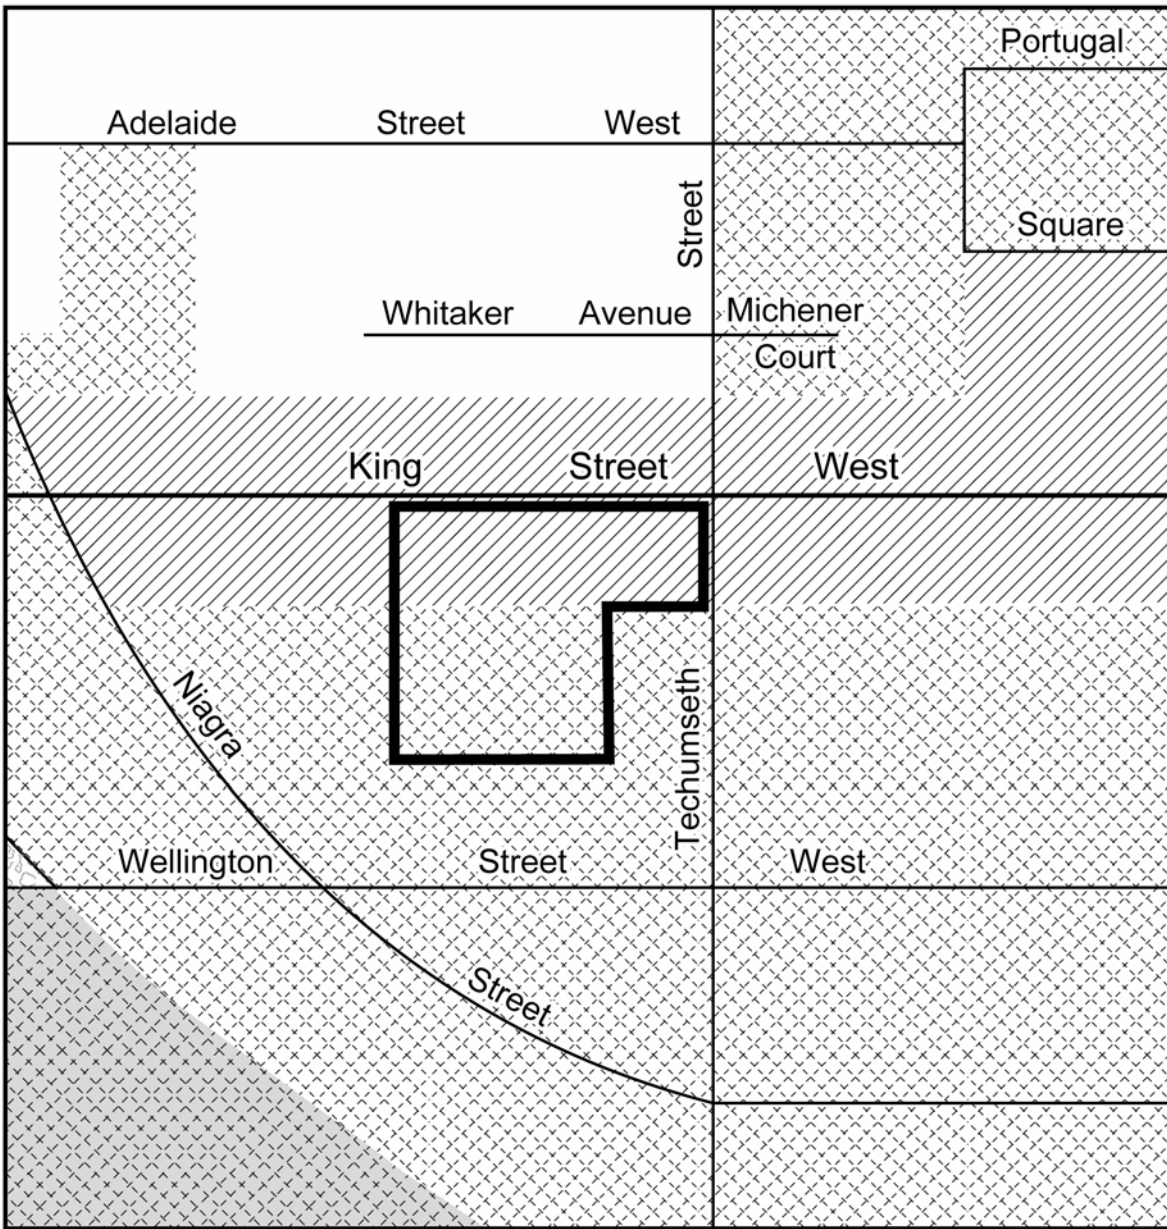 Portugal
Adelaide Street West
Street
Square
Whitaker Avenue
Michener
Court
King Street West
Niagra
Techumseth
Wellington Street West
Street